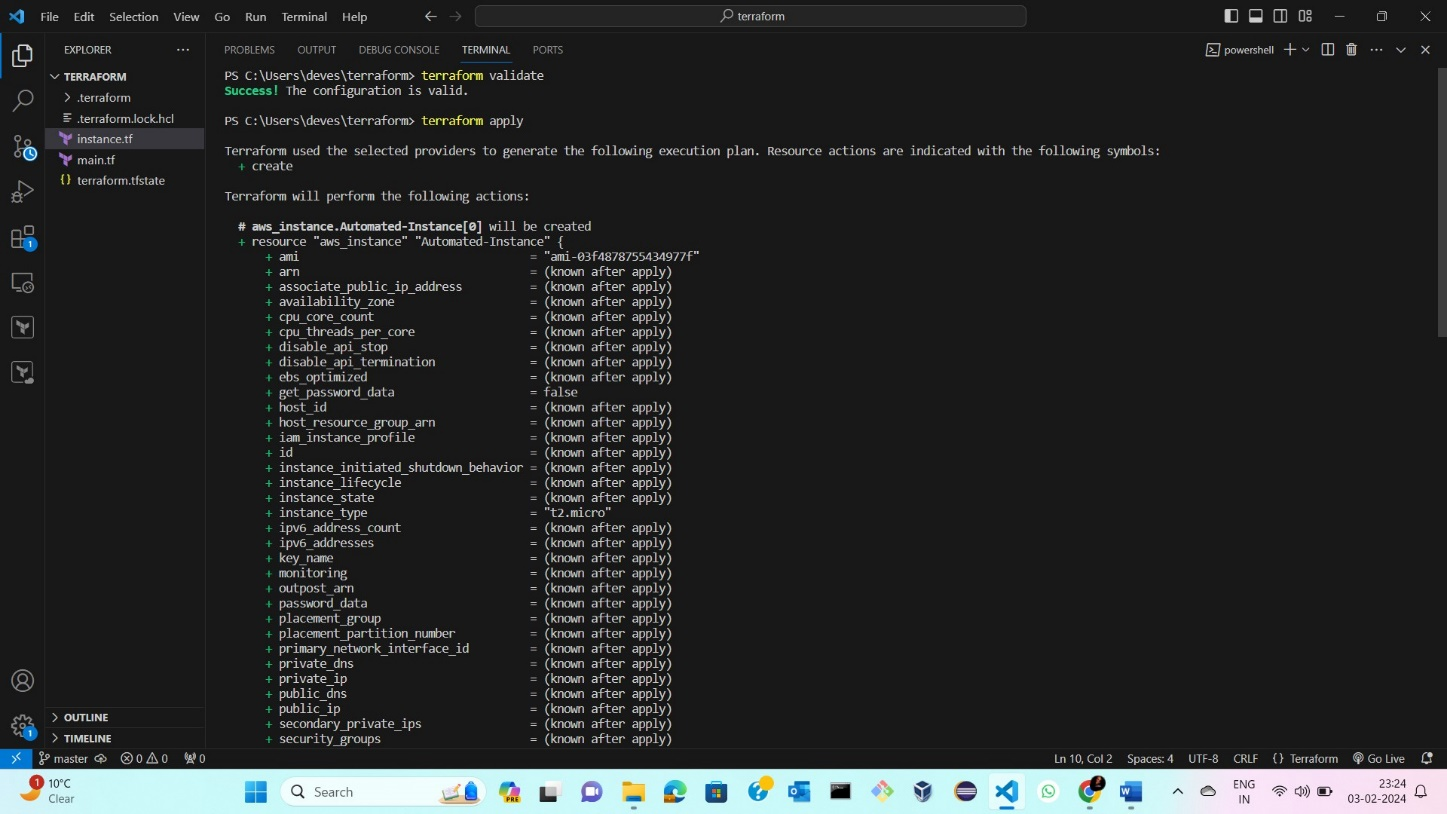 File Edit Selection View Go Run Terminal Help
terraform
EXPLORER
TERRAFORM
.terraform
.terraform.lock.hcl
instance.tf
main.tf
terraform.tfstate
OUTLINE
TIMELINE
PROBLEMS OUTPUT DEBUG CONSOLE TERMINAL PORTS
powershell
PS C:\Users\deves\terraform> terraform validate
Success! The configuration is valid.
PS C:\Users\deves\terraform> terraform apply
Terraform used the selected providers to generate the following execution plan. Resource actions are indicated with the following symbols:
+ create
Terraform will perform the following actions:
# aws_instance.Automated-Instance[0] will be created
+ resource "aws_instance" "Automated-Instance" {
+ ami = "ami-03f4878755434977f"
+ arn = (known after apply)
+ associate_public_ip_address = (known after apply)
+ availability_zone = (known after apply)
+ cpu_core_count = (known after apply)
+ cpu_threads_per_core = (known after apply)
+ disable_api_stop = (known after apply)
+ disable_api_termination = (known after apply)
+ ebs_optimized = (known after apply)
+ get_password_data = false
+ host_id = (known after apply)
+ host_resource_group_arn = (known after apply)
+ iam_instance_profile = (known after apply)
+ id = (known after apply)
+ instance_initiated_shutdown_behavior = (known after apply)
+ instance_lifecycle = (known after apply)
+ instance_state = (known after apply)
+ instance_type = "t2.micro"
+ ipv6_address_count = (known after apply)
+ ipv6_addresses = (known after apply)
+ key_name = (known after apply)
+ monitoring = (known after apply)
+ outpost_arn = (known after apply)
+ password_data = (known after apply)
+ placement_group = (known after apply)
+ placement_partition_number = (known after apply)
+ primary_network_interface_id = (known after apply)
+ private_dns = (known after apply)
+ private_ip = (known after apply)
+ public_dns = (known after apply)
+ public_ip = (known after apply)
+ secondary_private_ips = (known after apply)
+ security_groups = (known after apply)
1
1
master 0 0 0 Ln 10, Col 2 Spaces: 4 UTF-8 CRLF {} Terraform Go Live
1
10°C
Clear
Search
PRE
ENG
IN
23:24
03-02-2024